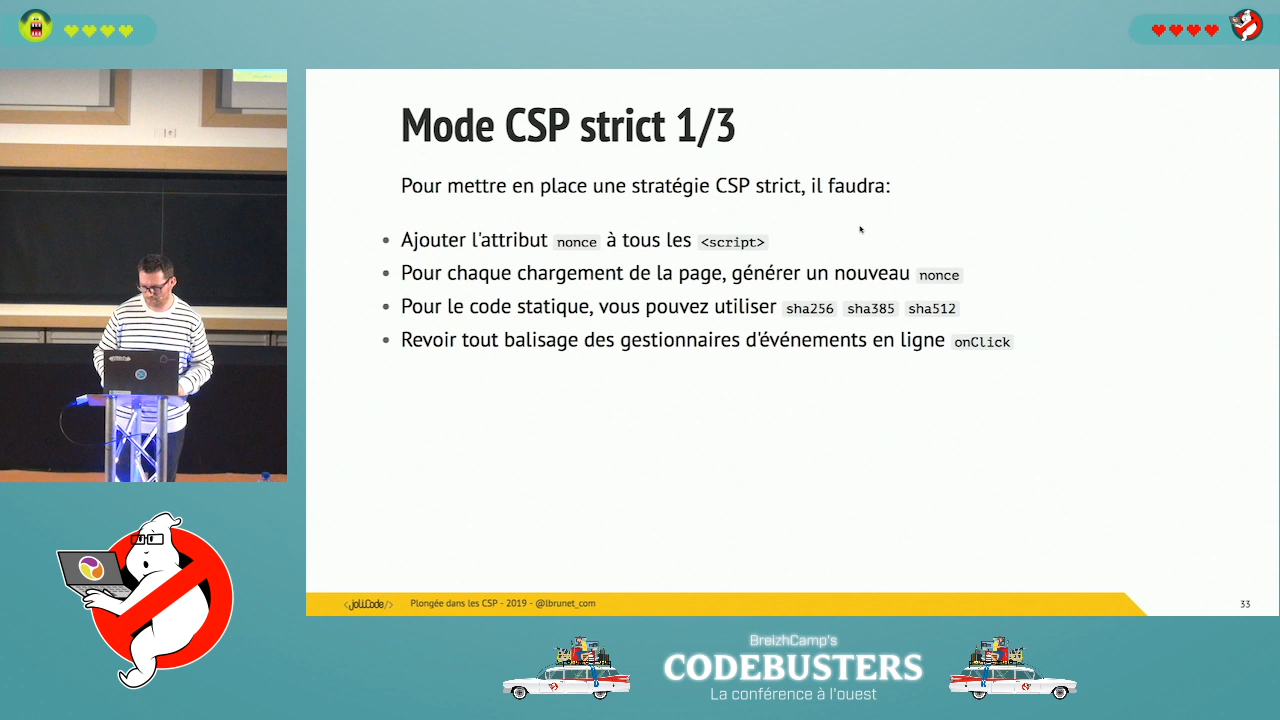 Mode CSP strict 1/3
Pour mettre en place une stratégie CSP strict, il faudra:
Ajouter l'attribut nonce à tous les <script>
Pour chaque chargement de la page, générer un nouveau nonce
Pour le code statique, vous pouvez utiliser sha256 sha385 sha512
Revoir tout balisage des gestionnaires d'événements en ligne onClick
<joliCode/>
Plongée dans les CSP - 2019 - @lbrunet_com
33
BreizhCamp's
CODEBUSTERS
La conférence à l'ouest